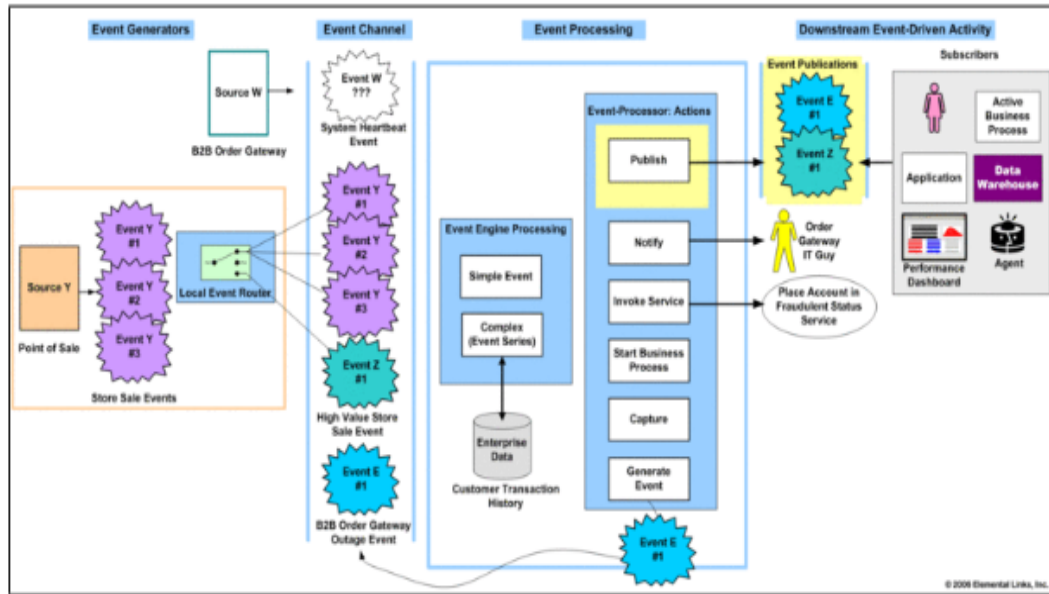 Event Generators
Event Channel
Event Processing
Downstream Event-Driven Activity
Source W
B2B Order Gateway
Event W
???
System Heartbeat
Event
Source Y
Point of Sale
Event Y
#1
Event Y
#2
Event Y
#3
Store Sale Events
Local Event Router
Event Y
#1
Event Y
#2
Event Y
#3
Event Z
#1
High Value Store
Sale Event
Event E
#1
B2B Order Gateway
Outage Event
Event Engine Processing
Simple Event
Complex
(Event Series)
Enterprise
Data
Customer Transaction
History
Event-Processor: Actions
Publish
Notify
Invoke Service
Start Business
Process
Capture
Generate
Event
Event E
#1
Event Publications
Event E
#1
Event Z
#1
Order
Gateway
IT Guy
Place Account in
Fraudulent Status
Service
Subscribers
Active
Business
Process
Application
Data
Warehouse
Performance
Dashboard
Agent
© 2006 Elemental Links, Inc.